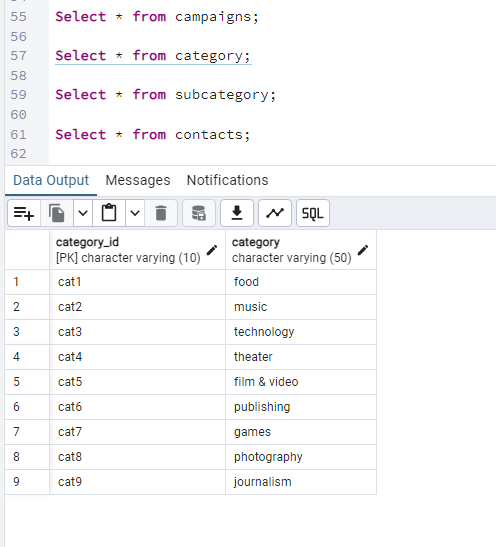 55 Select * from campaigns;
56
57 Select * from category;
58
59 Select * from subcategory;
60
61 Select * from contacts;
62
Data Output Messages Notifications
SQL
category_id category
[PK] character varying (10) character varying (50)
1 cat1 food
2 cat2 music
3 cat3 technology
4 cat4 theater
5 cat5 film & video
6 cat6 publishing
7 cat7 games
8 cat8 photography
9 cat9 journalism